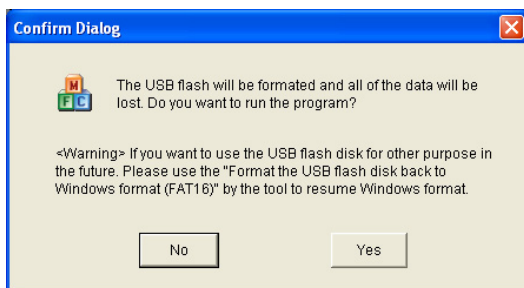 Confirm Dialog
M
F C
The USB flash will be formated and all of the data will be
lost. Do you want to run the program?
<Warning> If you want to use the USB flash disk for other purpose in
the future. Please use the "Format the USB flash disk back to
Windows format (FAT16)" by the tool to resume Windows format.
No Yes